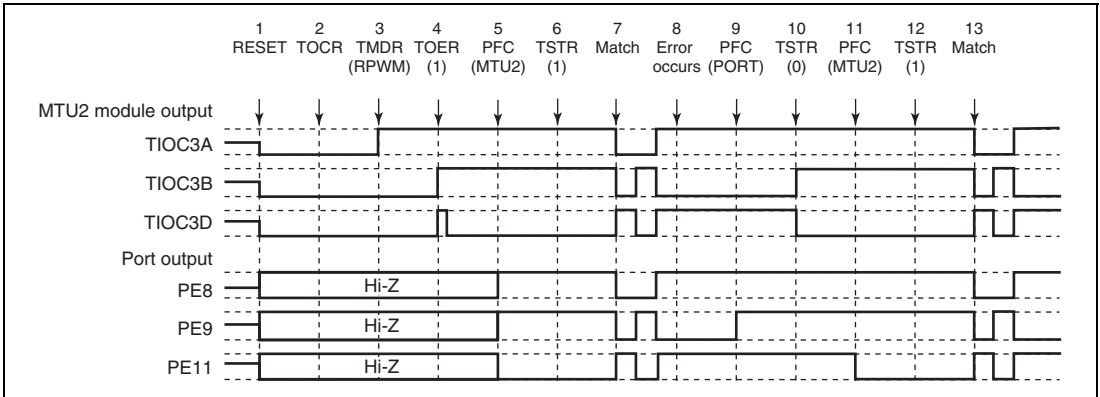 1 2 3 4 5 6 7 8 9 10 11 12 13
RESET TOCR TMDR TOER PFC TSTR Match Error PFC TSTR PFC TSTR Match
(RPWM) (1) (MTU2) (1) occurs (PORT) (0) (MTU2) (1)
MTU2 module output
TIOC3A
TIOC3B
TIOC3D
Port output
PE8 Hi-Z
PE9 Hi-Z
PE11 Hi-Z